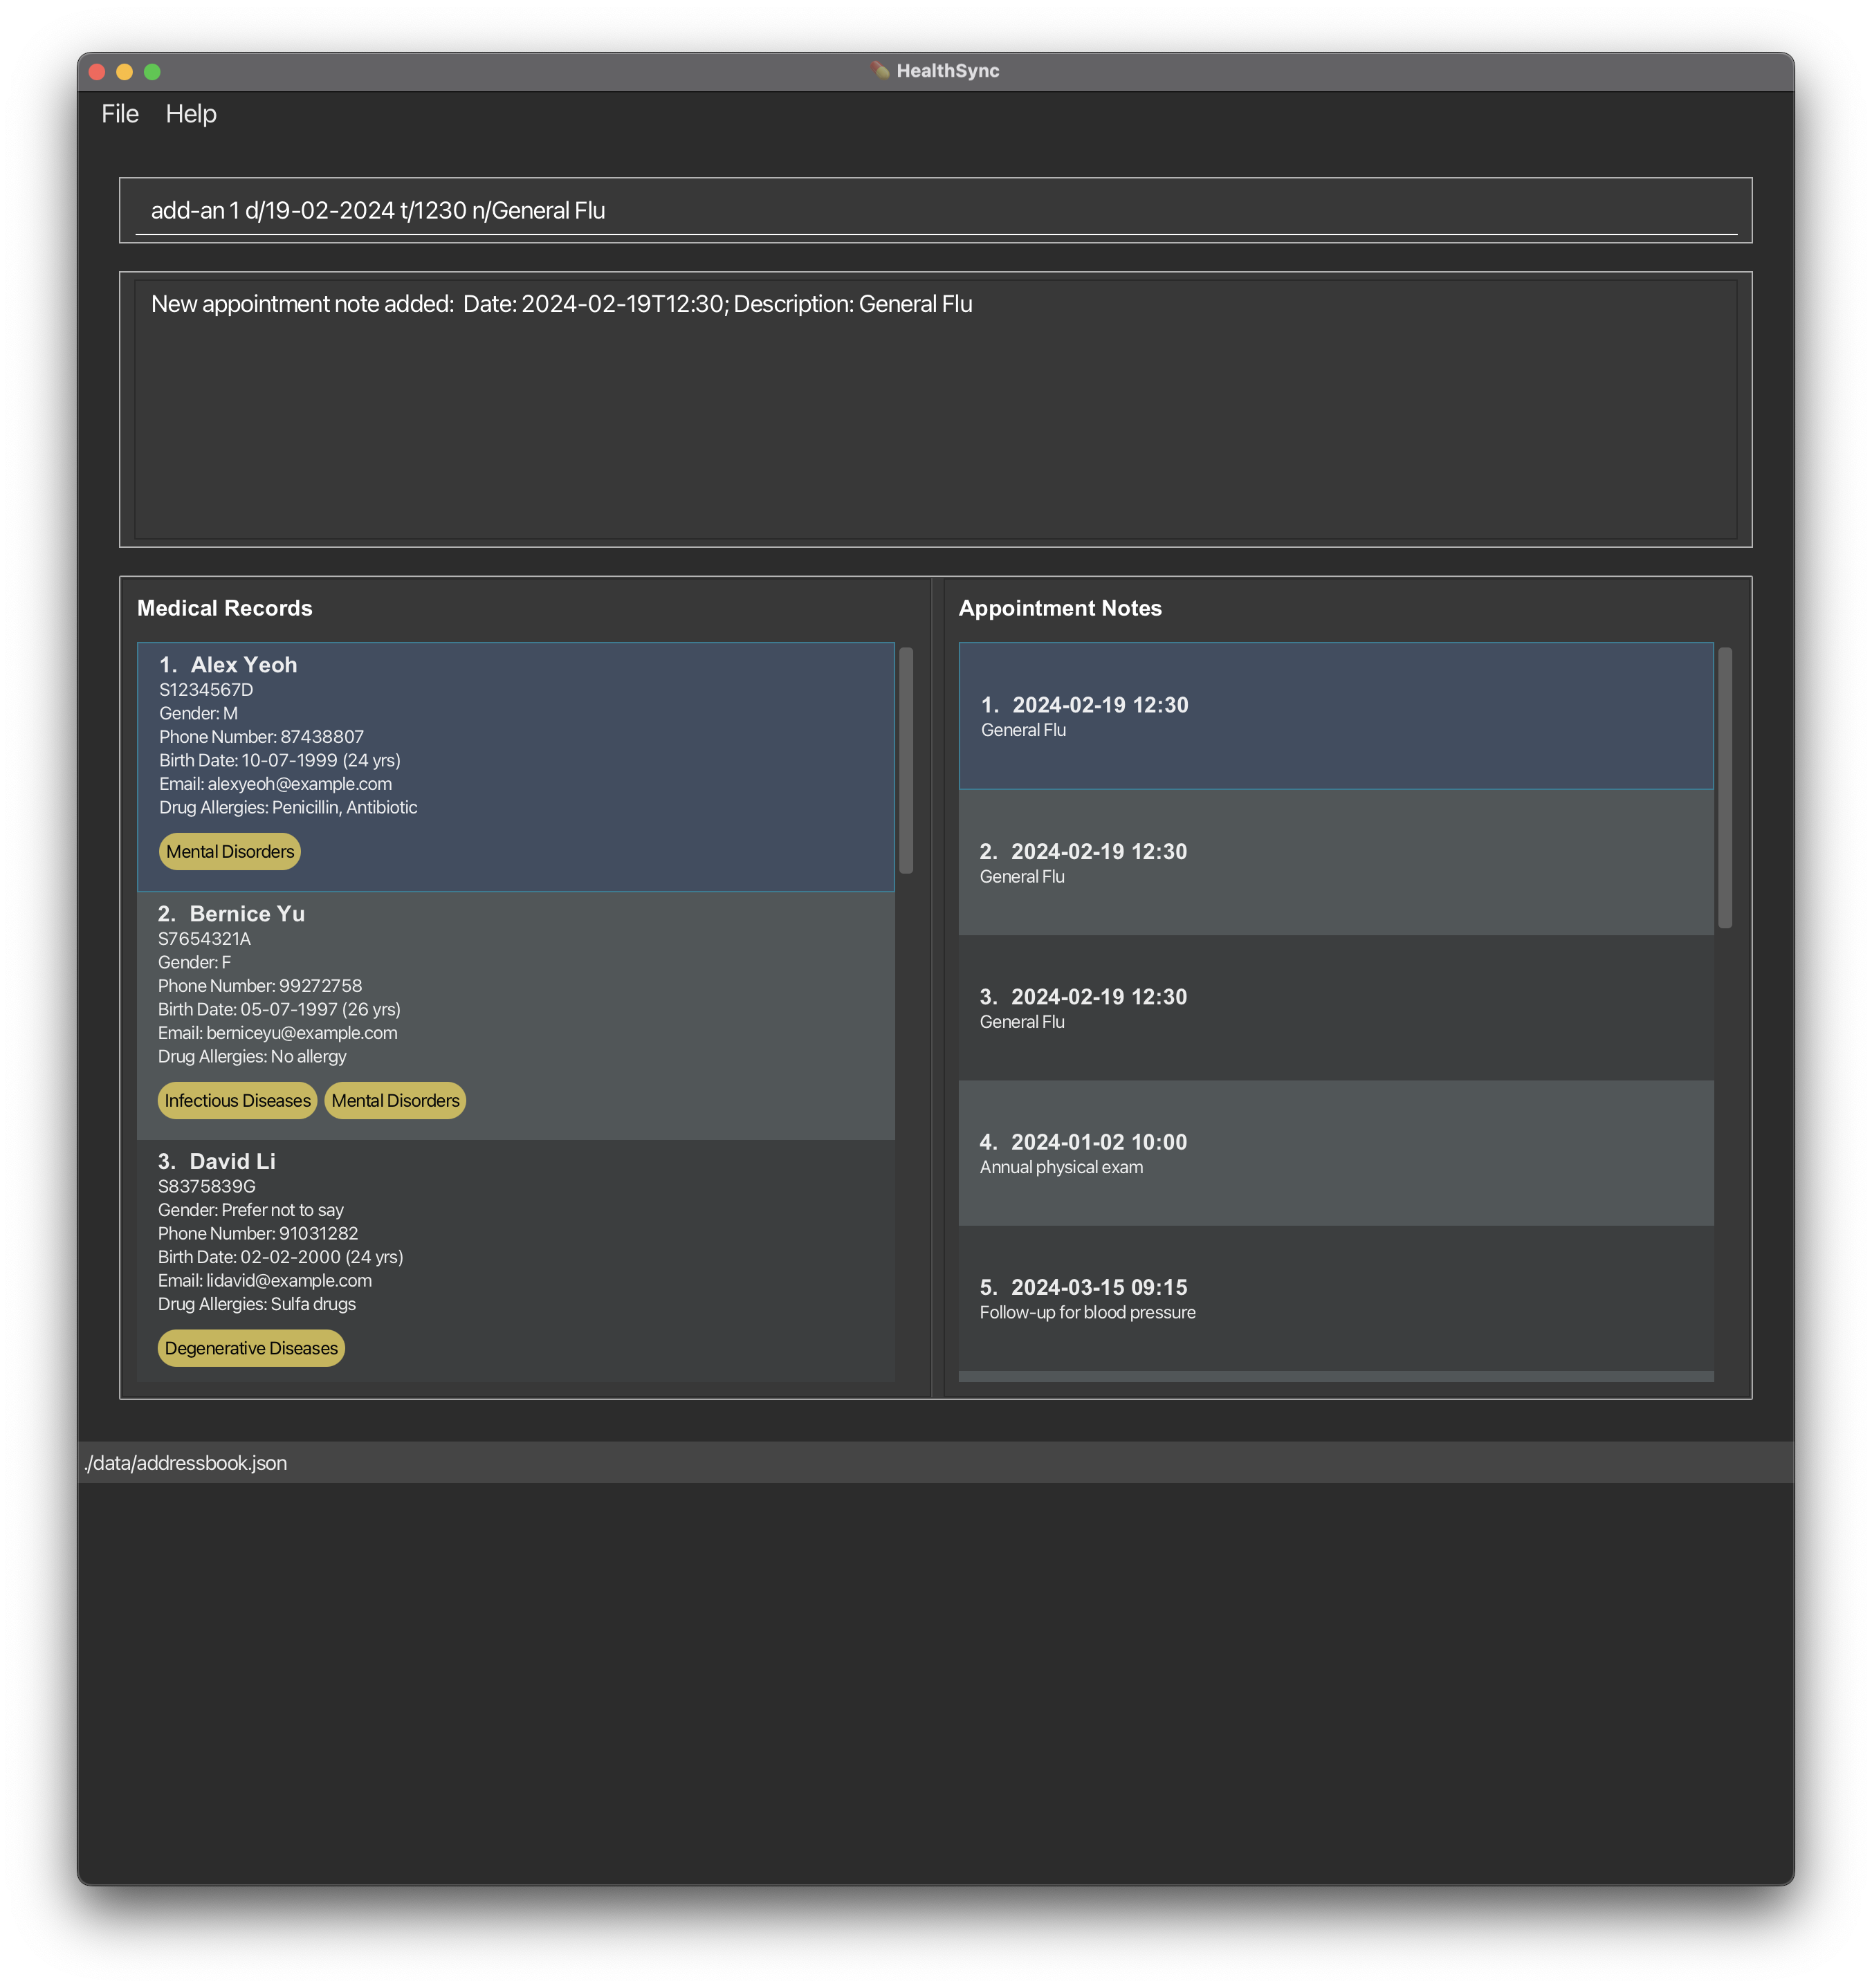 HealthSync
File Help
add-an 1 d/19-02-2024 t/1230 n/General Flu
New appointment note added:  Date: 2024-02-19T12:30; Description: General Flu
Medical Records
1. Alex Yeoh
S1234567D
Gender: M
Phone Number: 87438807
Birth Date: 10-07-1999 (24 yrs)
Email: alexyeoh@example.com
Drug Allergies: Penicillin, Antibiotic
Mental Disorders
2. Bernice Yu
S7654321A
Gender: F
Phone Number: 99272758
Birth Date: 05-07-1997 (26 yrs)
Email: berniceyu@example.com
Drug Allergies: No allergy
Infectious Diseases Mental Disorders
3. David Li
S8375839G
Gender: Prefer not to say
Phone Number: 91031282
Birth Date: 02-02-2000 (24 yrs)
Email: lidavid@example.com
Drug Allergies: Sulfa drugs
Degenerative Diseases
Appointment Notes
1. 2024-02-19 12:30
General Flu
2. 2024-02-19 12:30
General Flu
3. 2024-02-19 12:30
General Flu
4. 2024-01-02 10:00
Annual physical exam
5. 2024-03-15 09:15
Follow-up for blood pressure
./data/addressbook.json